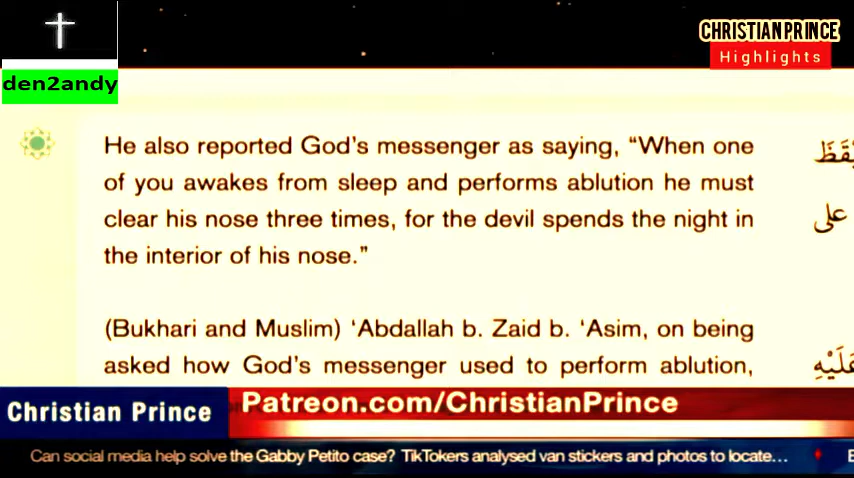 CHRISTIAN PRINCE
Highlights
den2andy
He also reported God's messenger as saying, “When one
of you awakes from sleep and performs ablution he must
clear his nose three times, for the devil spends the night in
the interior of his nose.”
(Bukhari and Muslim) ‘Abdallah b. Zaid b. ‘Asim, on being
asked how God's messenger used to perform ablution,
على
عَلَيْهِ
Christian Prince
Patreon.com/ChristianPrince
Can social media help solve the Gabby Petito case? TikTokers analysed van stickers and photos to locate...